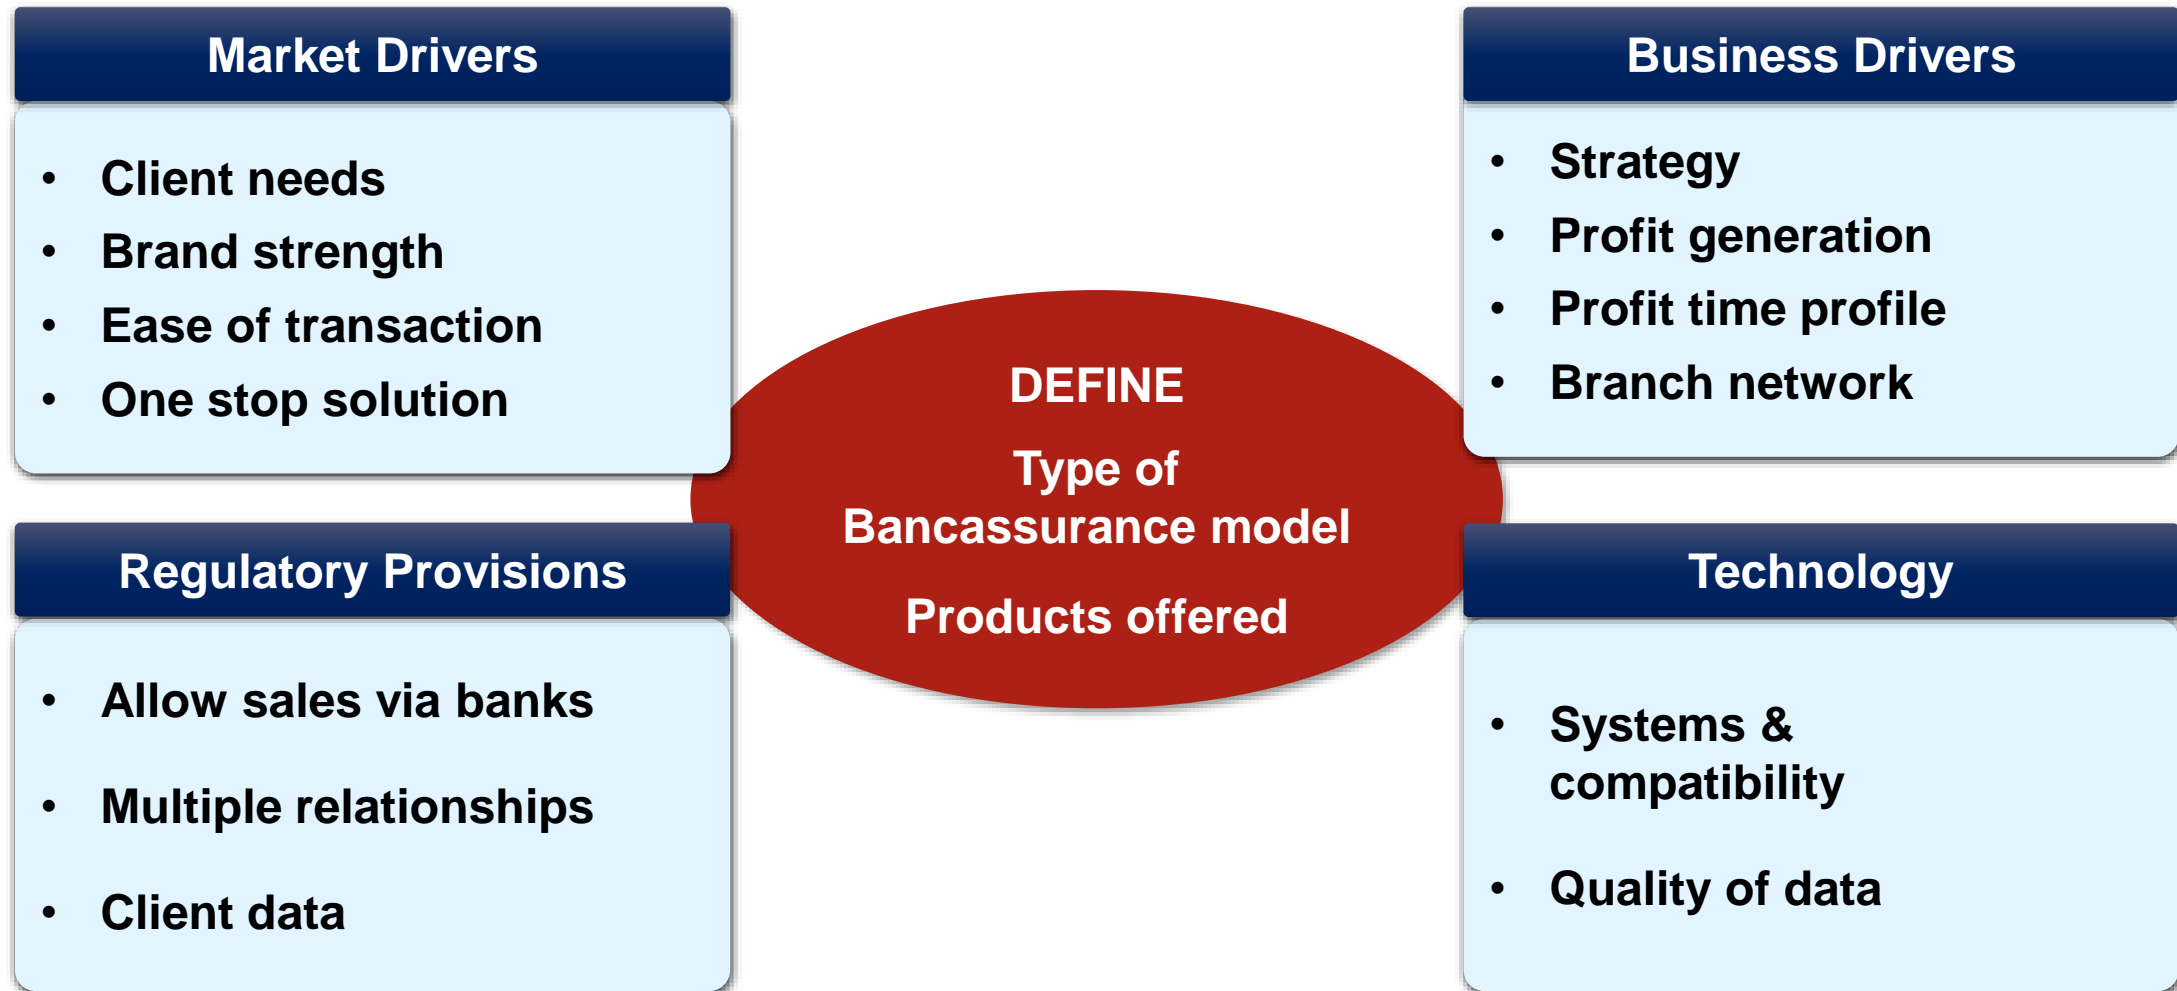 Market Drivers
• Client needs
• Brand strength
• Ease of transaction
• One stop solution
Business Drivers
• Strategy
• Profit generation
• Profit time profile
• Branch network
DEFINE
Type of
Bancassurance model
Products offered
Regulatory Provisions
• Allow sales via banks
• Multiple relationships
• Client data
Technology
• Systems &
compatibility
• Quality of data